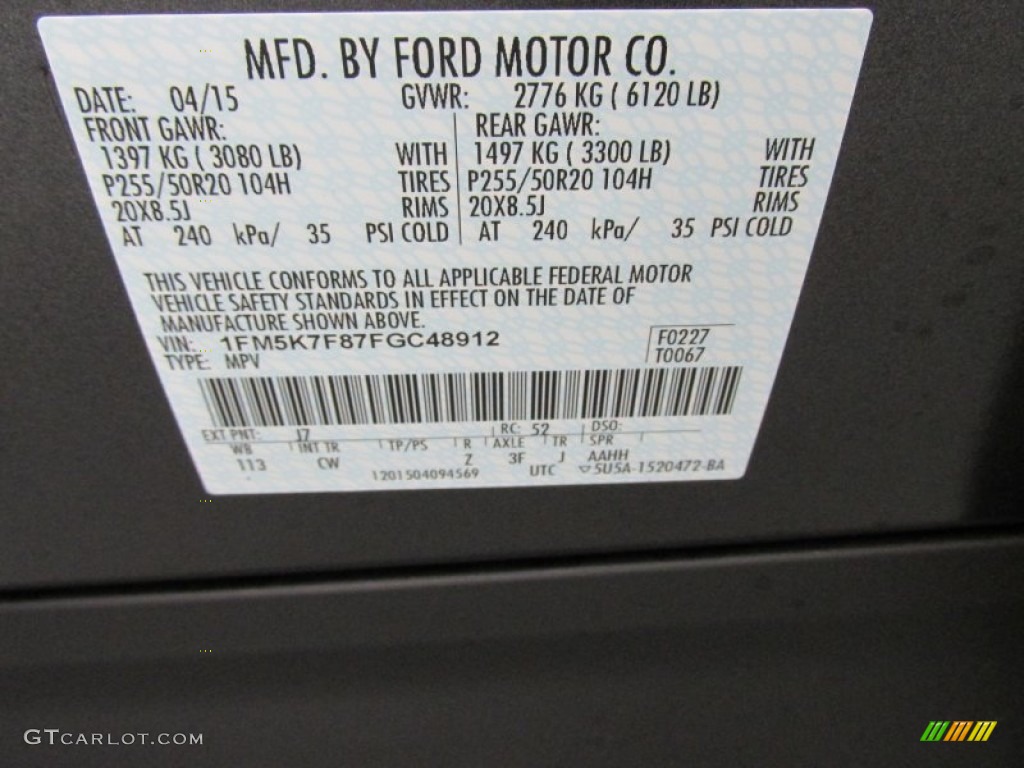 MFD. BY FORD MOTOR CO.
DATE: 04/15 GVWR: 2776 KG ( 6120 LB)
FRONT GAWR: REAR GAWR:
1397 KG ( 3080 LB) WITH 1497 KG ( 3300 LB) WITH
P255/50R20 104H TIRES P255/50R20 104H TIRES
20X8.5J RIMS 20X8.5J RIMS
AT 240 kPa/ 35 PSI COLD AT 240 kPa/ 35 PSI COLD
THIS VEHICLE CONFORMS TO ALL APPLICABLE FEDERAL MOTOR
VEHICLE SAFETY STANDARDS IN EFFECT ON THE DATE OF
MANUFACTURE SHOWN ABOVE.
VIN: 1FM5K7F87FGC48912 F0227
TYPE: MPV T0067
EXT PNT: J7 RC: 52 DSO:
WB INT TR TP/PS R AXLE TR SPR
113 CW Z 3F J AAHH
1201504094569 UTC 5U5A-1520472-BA
GTCARLOT.COM